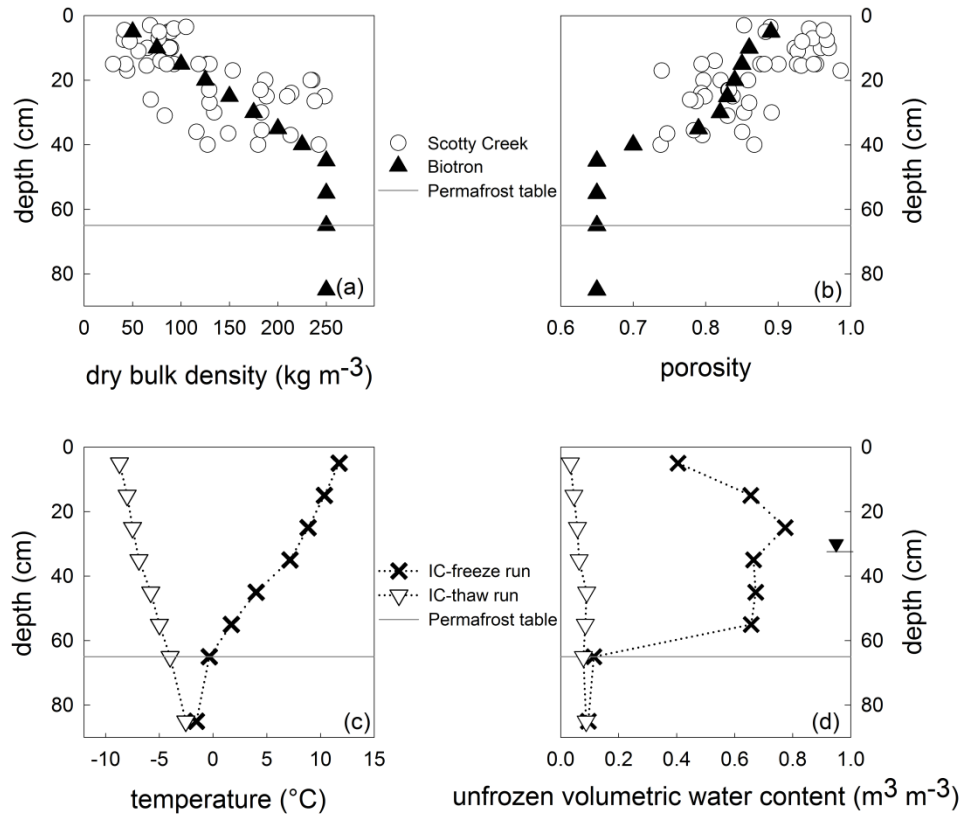 0
20
40
60
80
depth (cm)
(a)
0 50 100 150 200 250
dry bulk density (kg m-3)
Scotty Creek
Biotron
Permafrost table
0
20
40
60
80
depth (cm)
(b)
0.6 0.7 0.8 0.9 1.0
porosity
0
20
40
60
80
depth (cm)
(c)
-10 -5 0 5 10 15
temperature (°C)
IC-freeze run
IC-thaw run
Permafrost table
0
20
40
60
80
depth (cm)
(d)
0.0 0.2 0.4 0.6 0.8 1.0
unfrozen volumetric water content (m3 m-3)